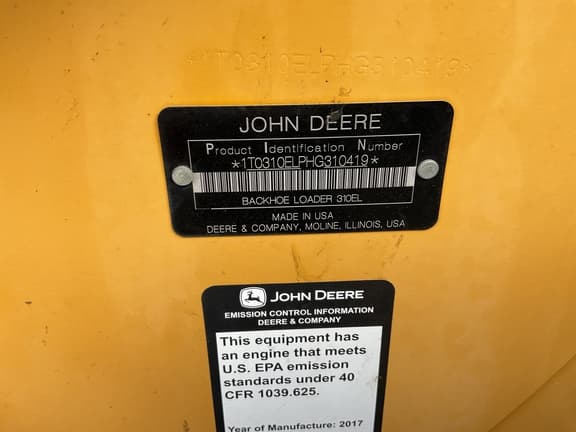 *1T0310ELPHG310419*
JOHN DEERE
Product Identification Number
*1T0310ELPHG310419*
BACKHOE LOADER 310EL
MADE IN USA
DEERE & COMPANY, MOLINE, ILLINOIS, USA
JOHN DEERE
EMISSION CONTROL INFORMATION
DEERE & COMPANY
This equipment has
an engine that meets
U.S. EPA emission
standards under 40
CFR 1039.625.
Year of Manufacture: 2017